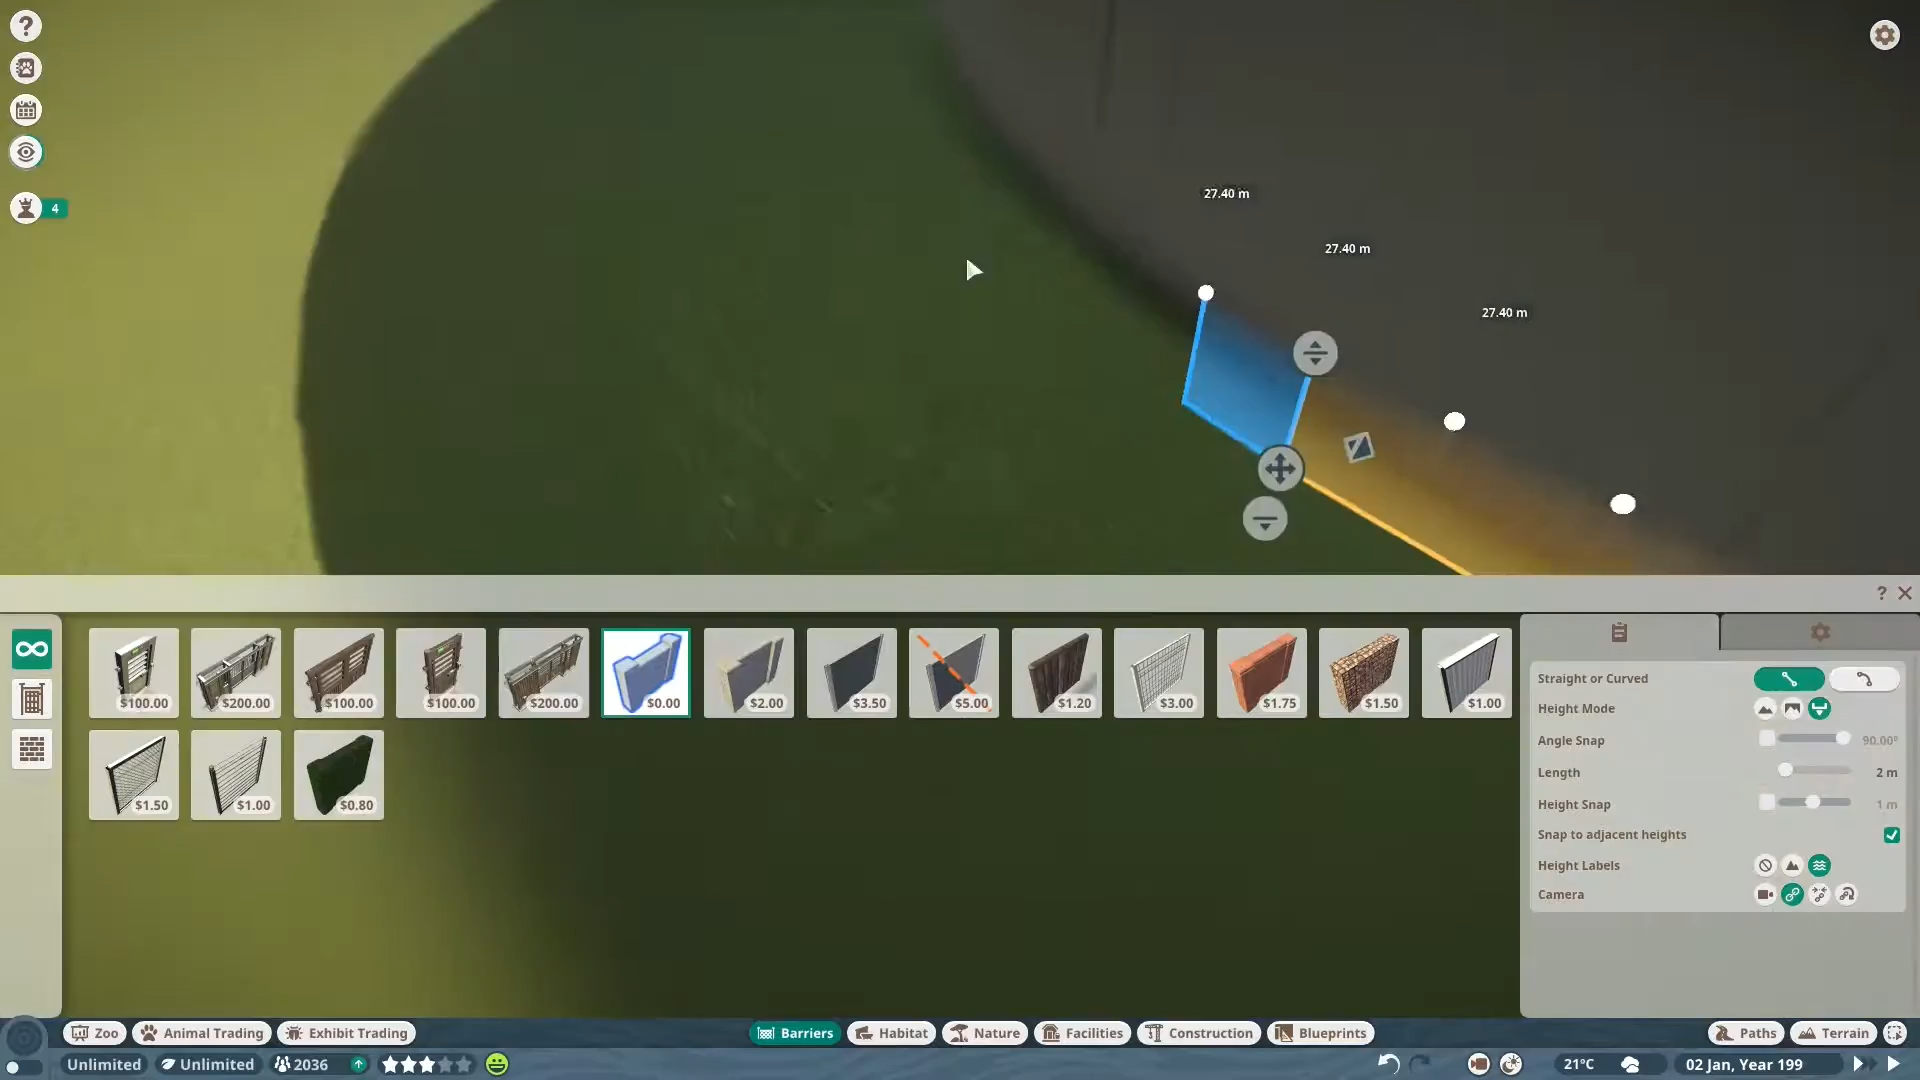 ?
4
27.40 m
27.40 m
27.40 m
?
$100.00
$200.00
$100.00
$100.00
$200.00
$0.00
$2.00
$3.50
$5.00
$1.20
$3.00
$1.75
$1.50
$1.00
$1.50
$1.00
$0.80
Straight or Curved
Height Mode
Angle Snap 90.00º
Length 2 m
Height Snap 1 m
Snap to adjacent heights
Height Labels
Camera
Zoo Animal Trading Exhibit Trading Barriers Habitat Nature Facilities Construction Blueprints Paths Terrain
Unlimited Unlimited 2036 21ºC 02 Jan, Year 199